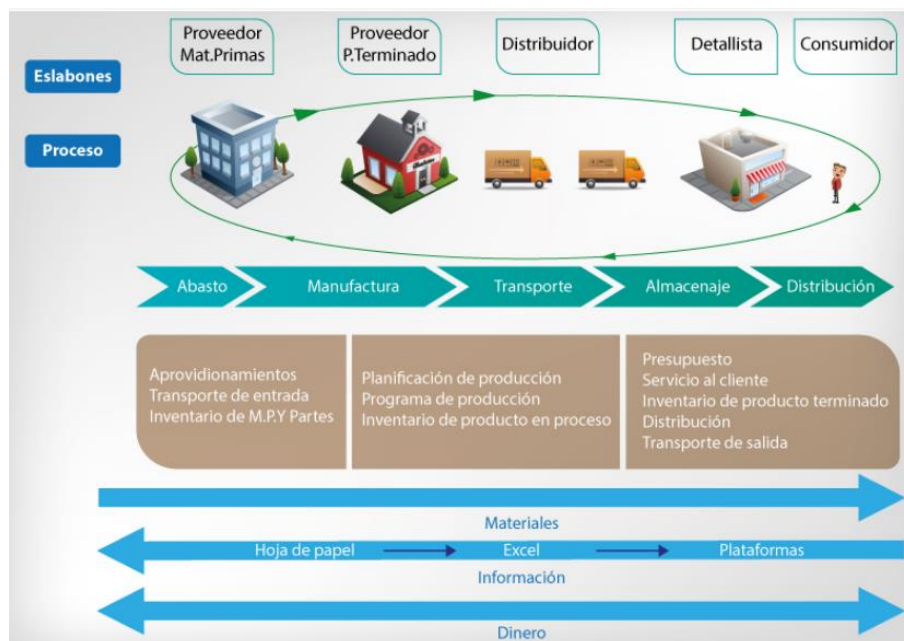 Proveedor
Mat.Primas
Proveedor
P.Terminado
Distribuidor
Detallista
Consumidor
Eslabones
Proceso
Abasto
Manufactura
Transporte
Almacenaje
Distribución
Aprovidionamientos
Transporte de entrada
Inventario de M.P.Y Partes
Planificación de producción
Programa de producción
Inventario de producto en proceso
Presupuesto
Servicio al cliente
Inventario de producto terminado
Distribución
Transporte de salida
Materiales
Hoja de papel
Excel
Plataformas
Información
Dinero